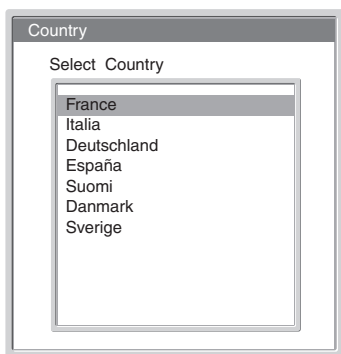 Country
Select Country
France
Italia
Deutschland
España
Suomi
Danmark
Sverige